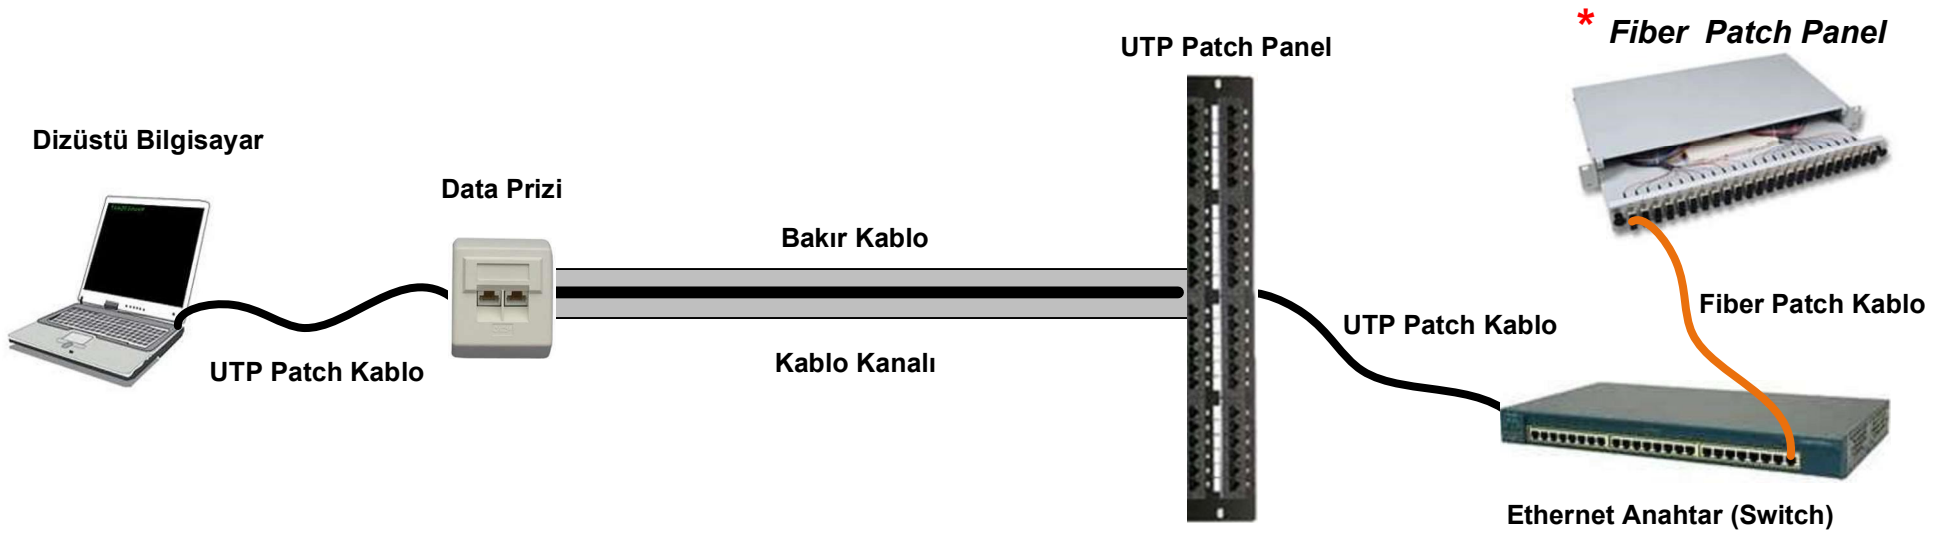 * Fiber Patch Panel
UTP Patch Panel
Dizüstü Bilgisayar
Data Prizi
Bakır Kablo
Fiber Patch Kablo
UTP Patch Kablo
Kablo Kanalı
UTP Patch Kablo
Ethernet Anahtar (Switch)